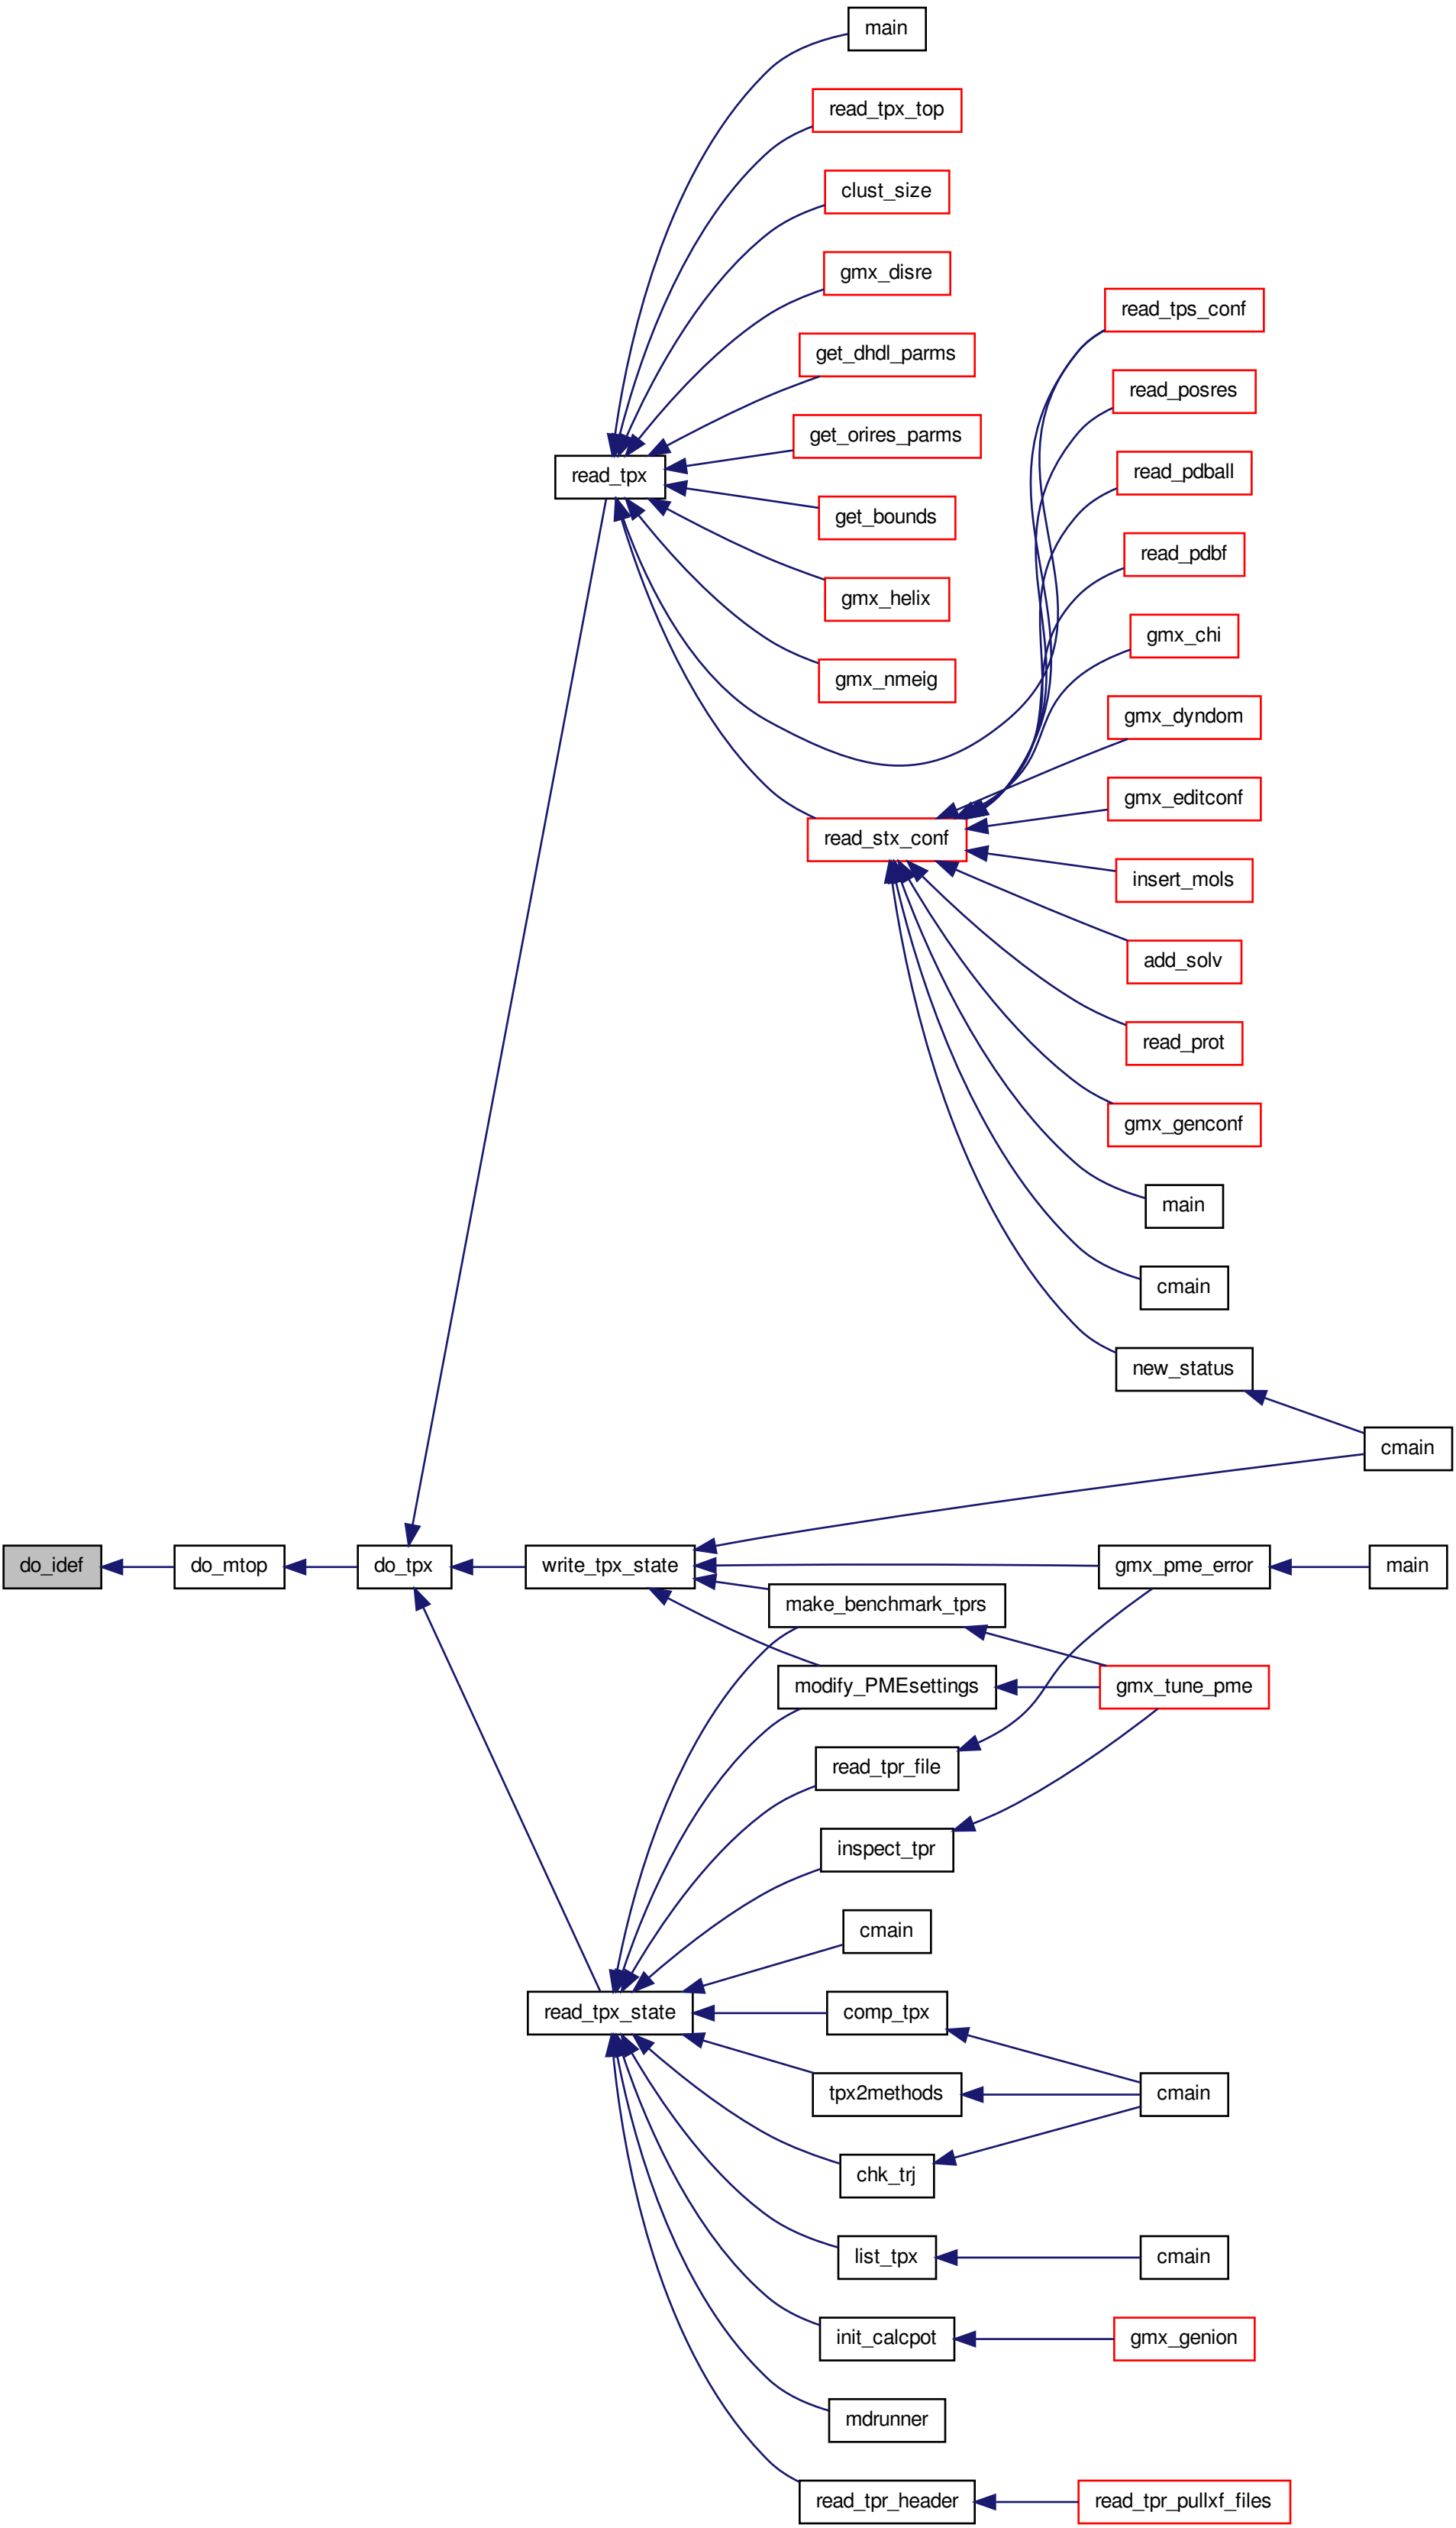 main
read_tpx_top
clust_size
gmx_disre
read_tps_conf
get_dhdl_parms
read_posres
get_orires_parms
read_tpx
read_pdball
get_bounds
read_pdbf
gmx_helix
gmx_chi
gmx_nmeig
gmx_dyndom
gmx_editconf
read_stx_conf
insert_mols
add_solv
read_prot
gmx_genconf
main
cmain
new_status
cmain
do_idef
do_mtop
do_tpx
write_tpx_state
gmx_pme_error
main
make_benchmark_tprs
modify_PMEsettings
gmx_tune_pme
read_tpr_file
inspect_tpr
cmain
read_tpx_state
comp_tpx
tpx2methods
cmain
chk_trj
list_tpx
cmain
init_calcpot
gmx_genion
mdrunner
read_tpr_header
read_tpr_pullxf_files